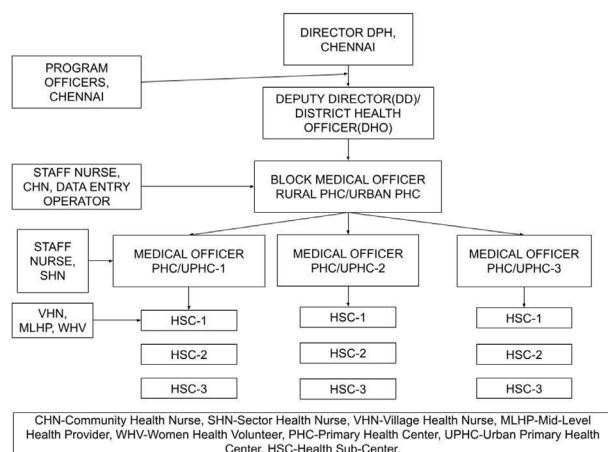 DIRECTOR DPH,
CHENNAI
PROGRAM
OFFICERS,
CHENNAI
DEPUTY DIRECTOR(DD)/
DISTRICT HEALTH
OFFICER(DHO)
STAFF NURSE,
CHN, DATA ENTRY
OPERATOR
BLOCK MEDICAL OFFICER
RURAL PHC/URBAN PHC
STAFF
NURSE,
SHN
MEDICAL OFFICER
PHC/UPHC-1
MEDICAL OFFICER
PHC/UPHC-2
MEDICAL OFFICER
PHC/UPHC-3
VHN,
MLHP, WHV
HSC-1
HSC-1
HSC-1
HSC-2
HSC-2
HSC-2
HSC-3
HSC-3
HSC-3
CHN-Community Health Nurse, SHN-Sector Health Nurse, VHN-Village Health Nurse, MLHP-Mid-Level
Health Provider, WHV-Women Health Volunteer, PHC-Primary Health Center, UPHC-Urban Primary Health
Center, HSC-Health Sub-Center.